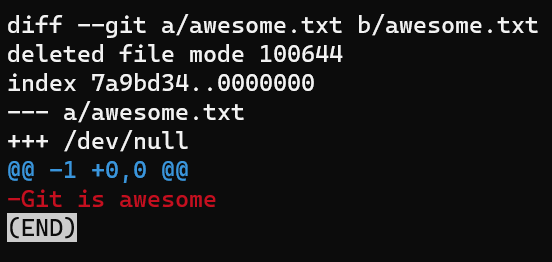 diff --git a/awesome.txt b/awesome.txt
deleted file mode 100644
index 7a9bd34..0000000
--- a/awesome.txt
+++ /dev/null
@@ -1 +0,0 @@
-Git is awesome
(END)